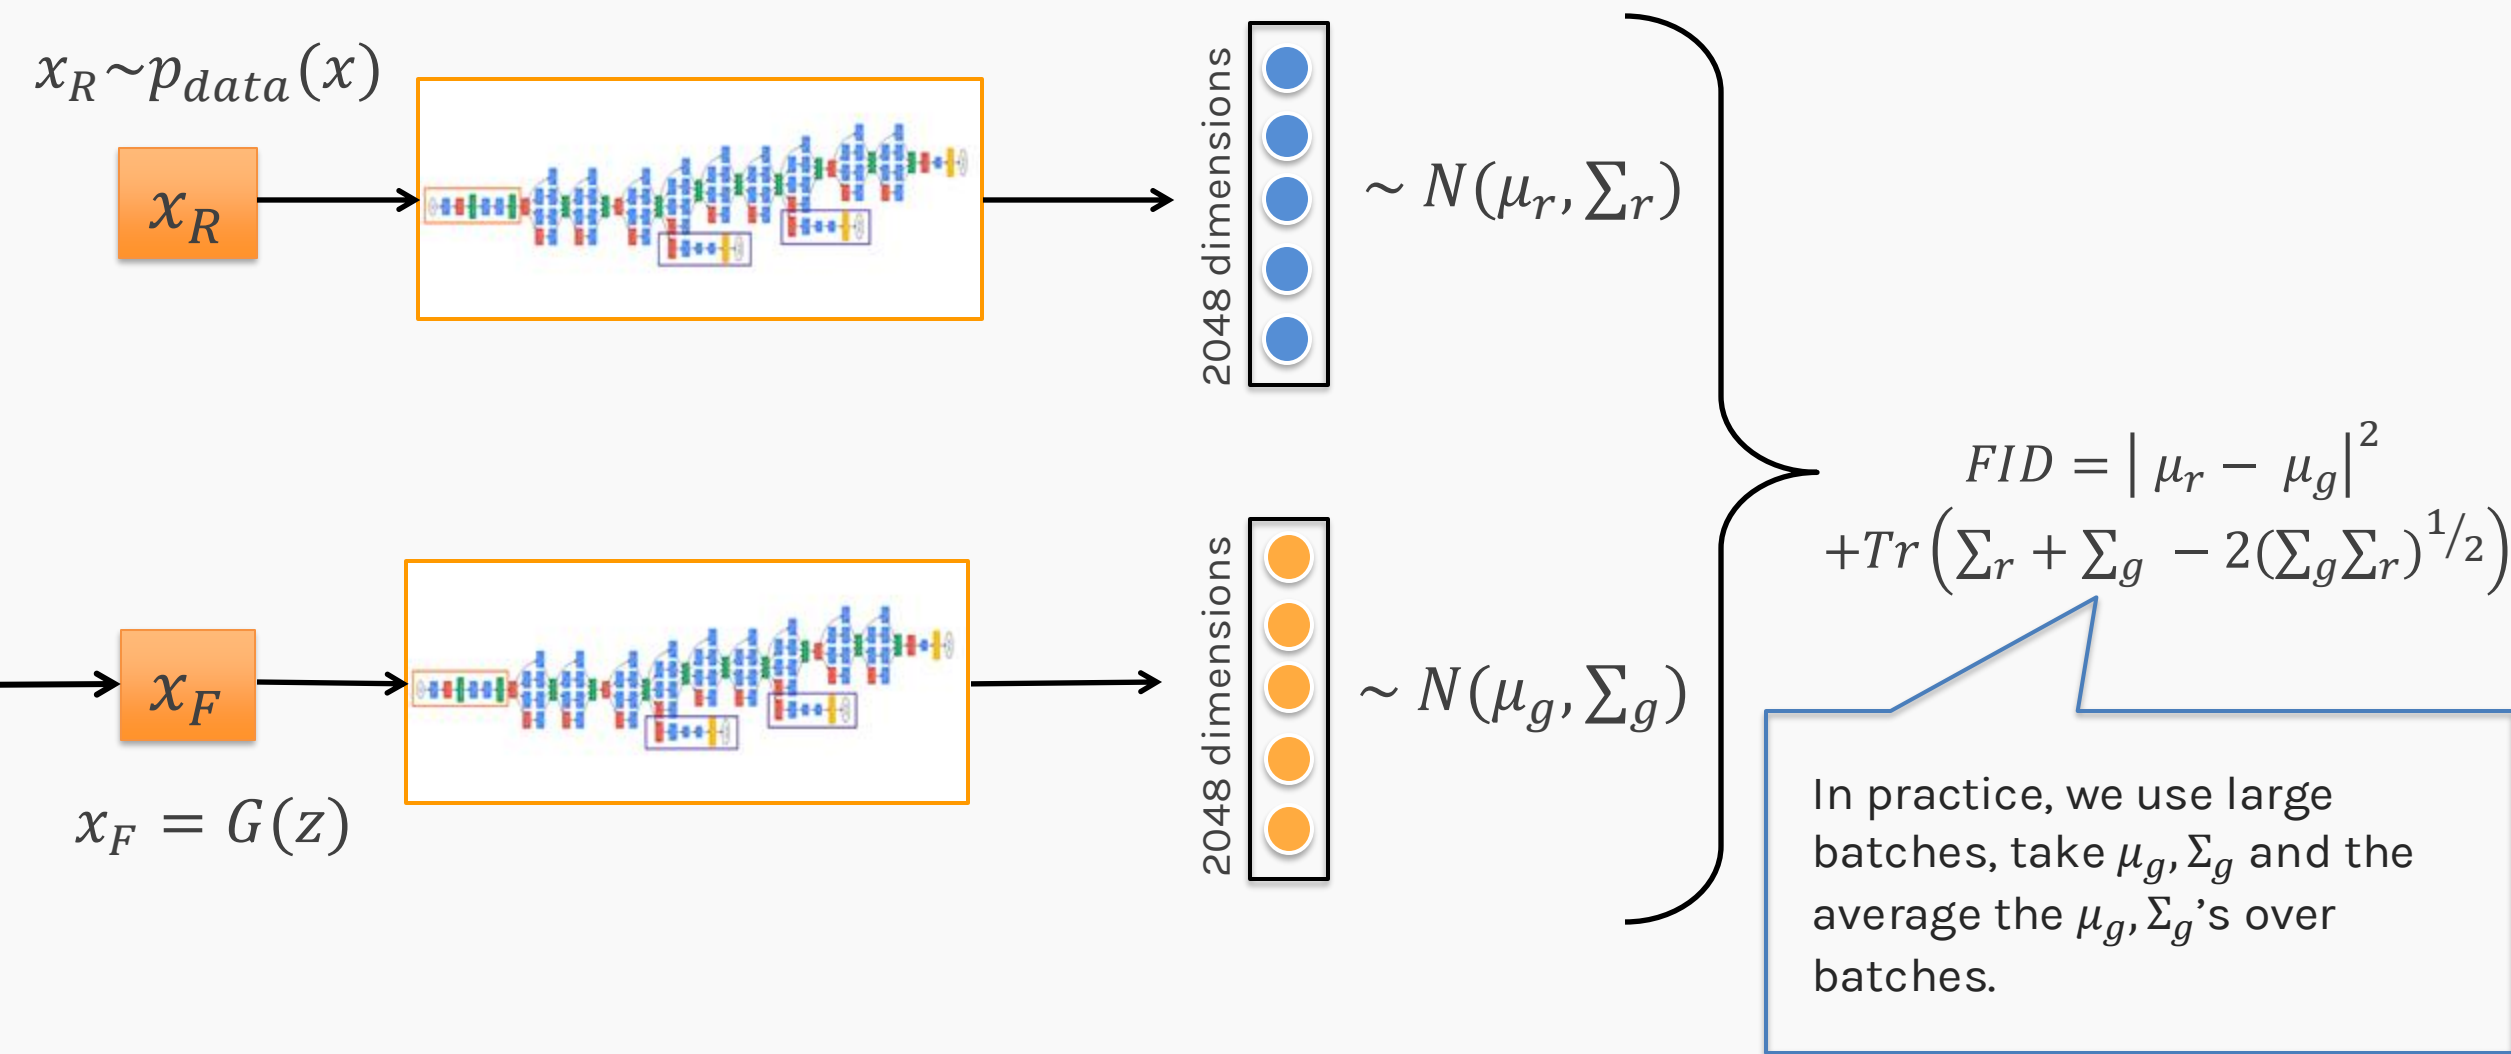 x_R~p_data(x)
x_R
2048 dimensions
~ N(μ_r, Σ_r)
FID = | μ_r − μ_g|²
+Tr(Σ_r + Σ_g − 2(Σ_gΣ_r)^1/2)
x_F
2048 dimensions
~ N(μ_g, Σ_g)
x_F = G(z)
In practice, we use large
batches, take μ_g, Σ_g and the
average the μ_g, Σ_g’s over
batches.